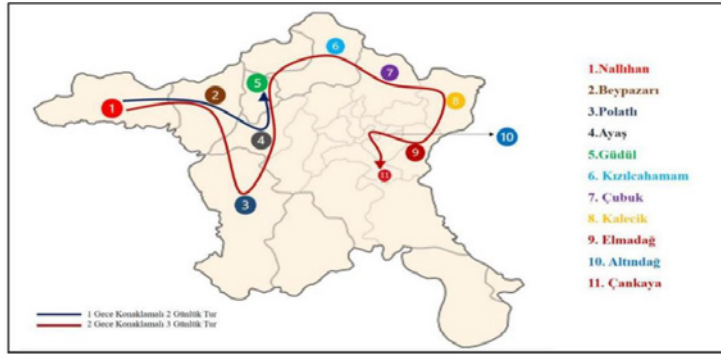 6
5
7
2
1
8
4
10
9
11
3
1.Nallıhan
2.Beypazarı
3.Polatlı
4.Ayaş
5.Güdül
6. Kızılcahamam
7. Çubuk
8. Kalecik
9. Elmadağ
10. Altındağ
11. Çankaya
1 Gece Konaklamalı 2 Günlük Tur
2 Gece Konaklamalı 3 Günlük Tur